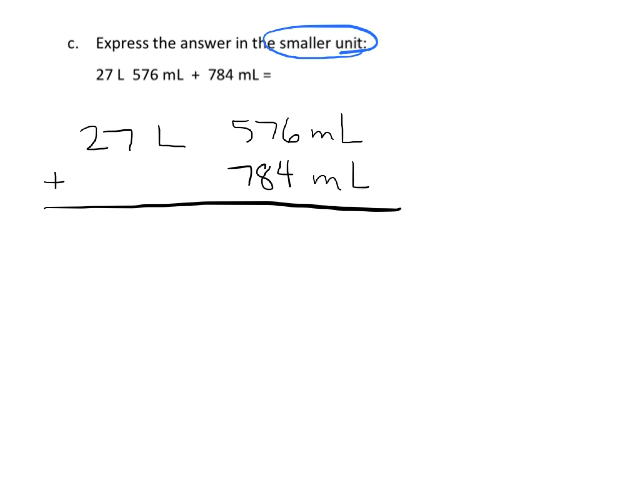 c. Express the answer in the smaller unit:
27 L 576 mL + 784 mL =
27 L 576 mL
+ 784 mL